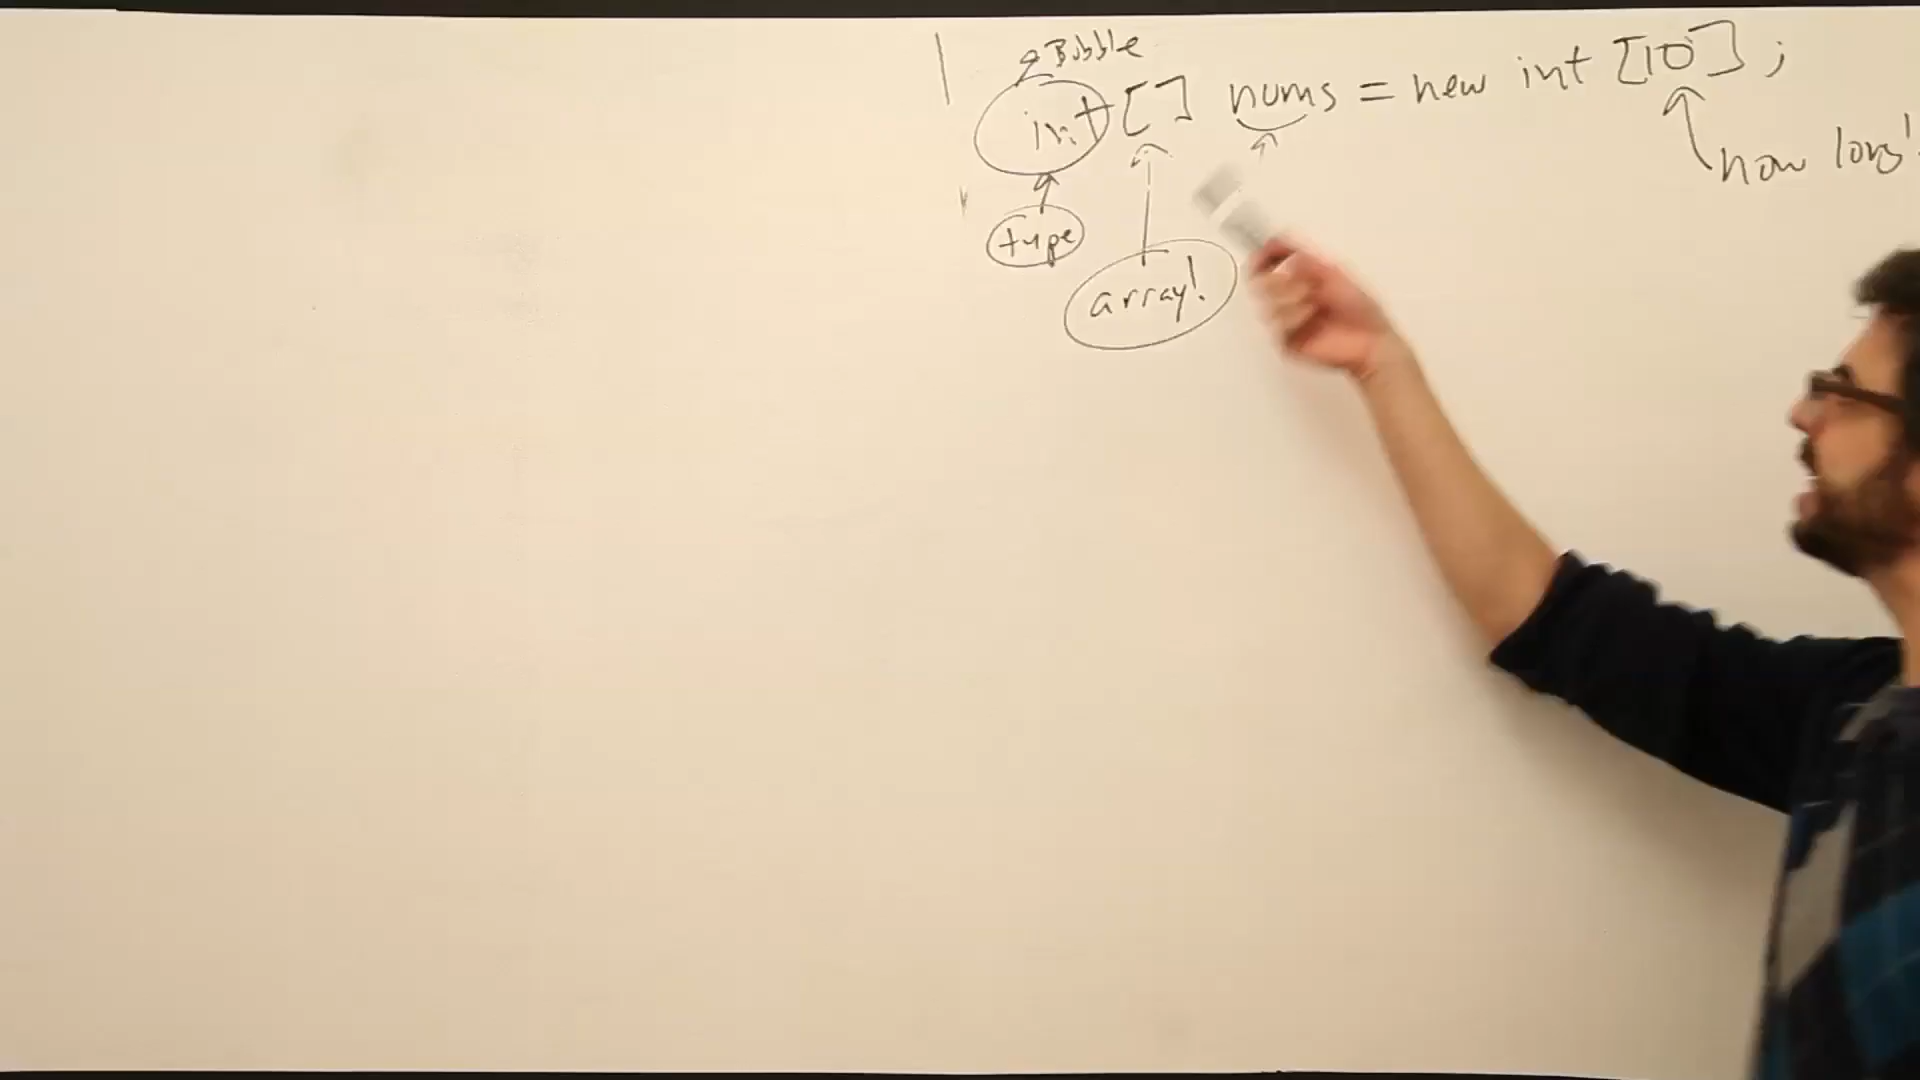 Bubble
int [] nums = new int [10] ;
how long!
type
array!